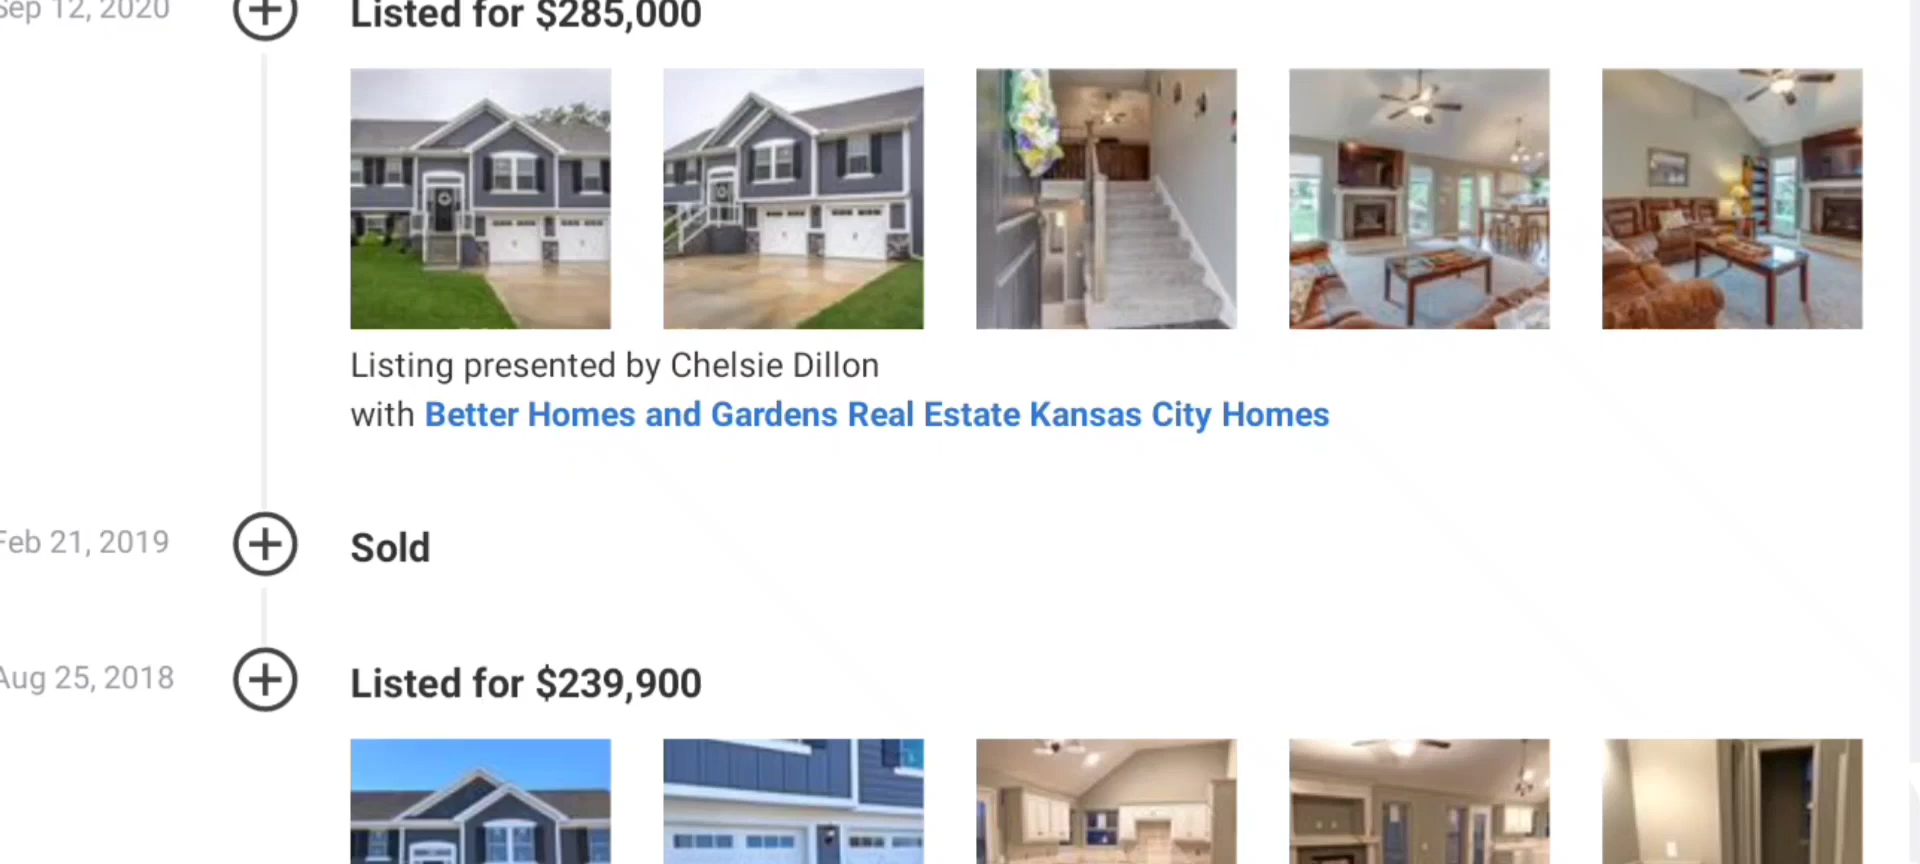 Sep 12, 2020
Listed for $285,000
Listing presented by Chelsie Dillon
with Better Homes and Gardens Real Estate Kansas City Homes
Feb 21, 2019
Sold
Aug 25, 2018
Listed for $239,900